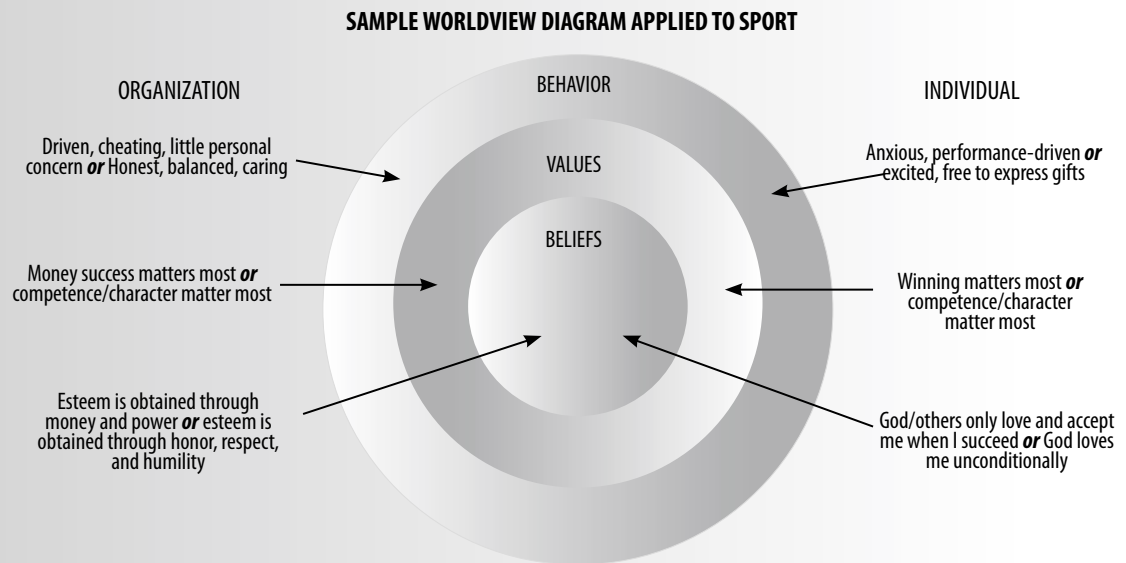 SAMPLE WORLDVIEW DIAGRAM APPLIED TO SPORT
ORGANIZATION
Driven, cheating, little personal
concern or Honest, balanced, caring
Money success matters most or
competence/character matter most
Esteem is obtained through
money and power or esteem is
obtained through honor, respect,
and humility
BEHAVIOR
VALUES
BELIEFS
INDIVIDUAL
Anxious, performance-driven or
excited, free to express gifts
Winning matters most or
competence/character
matter most
God/others only love and accept
me when I succeed or God loves
me unconditionally